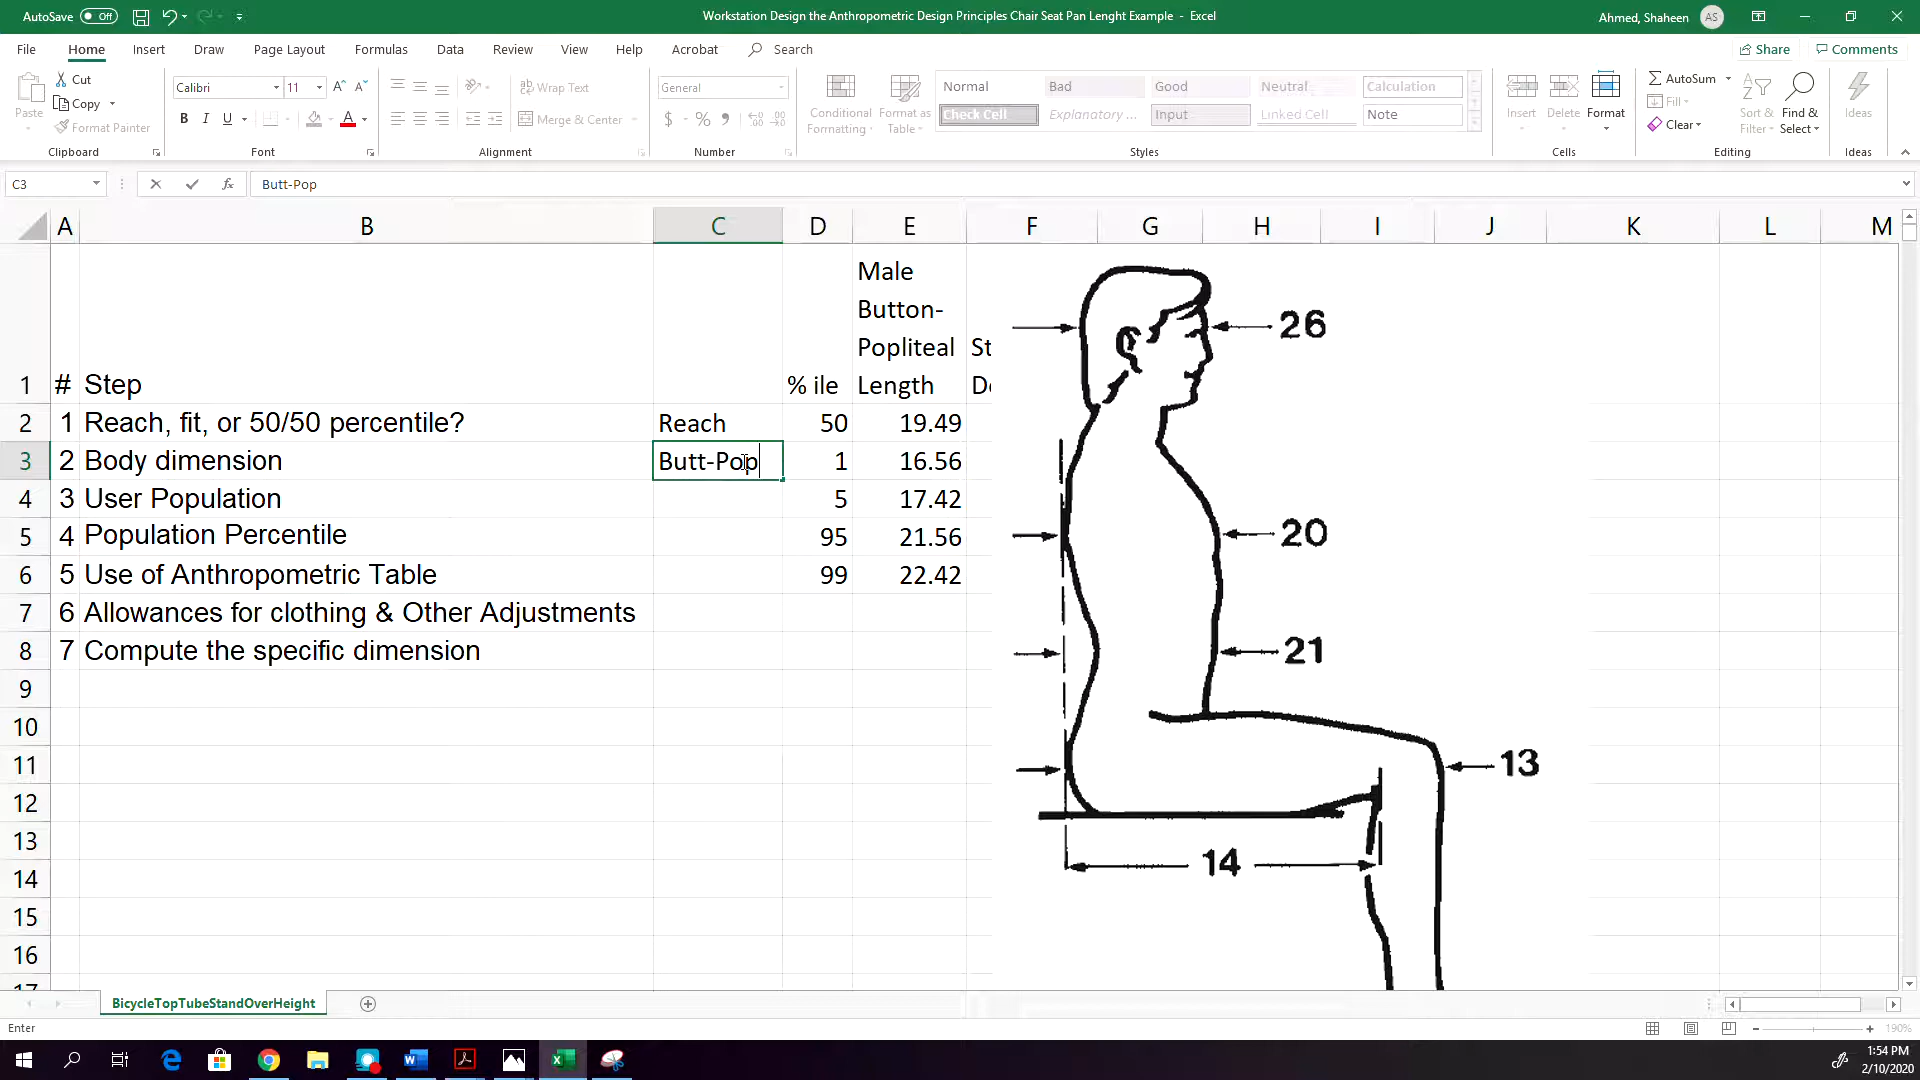 AutoSave Off
Workstation Design the Anthropometric Design Principles Chair Seat Pan Lenght Example - Excel
Ahmed, Shaheen AS
File Home Insert Draw Page Layout Formulas Data Review View Help Acrobat Search
Share Comments
Paste
Cut
Copy
Format Painter
Clipboard
Calibri 11
B I U
Font
Wrap Text
Merge & Center
Alignment
General
$ %
Number
Conditional Formatting
Format as Table
Normal Bad Good Neutral Calculation
Check Cell Explanatory ... Input Linked Cell Note
Styles
Insert Delete Format
Cells
AutoSum
Fill
Clear
Sort & Filter
Find & Select
Editing
Ideas
Ideas
C3 fx Butt-Pop
A B C D E F G H I J K L M
Male
Button-
Popliteal St
1 # Step % ile Length
2 1 Reach, fit, or 50/50 percentile? Reach 50 19.49
3 2 Body dimension Butt-Pop 1 16.56
4 3 User Population 5 17.42
5 4 Population Percentile 95 21.56
6 5 Use of Anthropometric Table 99 22.42
7 6 Allowances for clothing & Other Adjustments
8 7 Compute the specific dimension
9
10
11
12
13
14
15
16
26
20
21
13
14
BicycleTopTubeStandOverHeight
Enter
190%
1:54 PM
2/10/2020